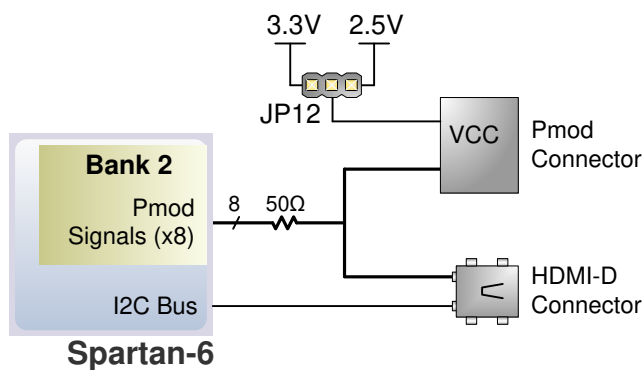 3.3V 2.5V
JP12
VCC
Pmod
Connector
Bank 2
Pmod
Signals (x8)
8 50Ω
I2C Bus
HDMI-D
Connector
Spartan-6